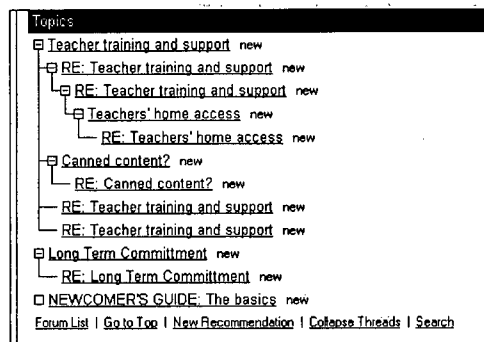 Topics
Teacher training and support new
RE: Teacher training and support new
RE: Teacher training and support new
Teachers' home access new
RE: Teachers' home access new
Canned content? new
RE: Canned content? new
RE: Teacher training and support new
RE: Teacher training and support new
Long Term Committment new
RE: Long Term Committment new
NEWCOMER'S GUIDE: The basics new
Forum List | Go to Top | New Recommendation | Collapse Threads | Search